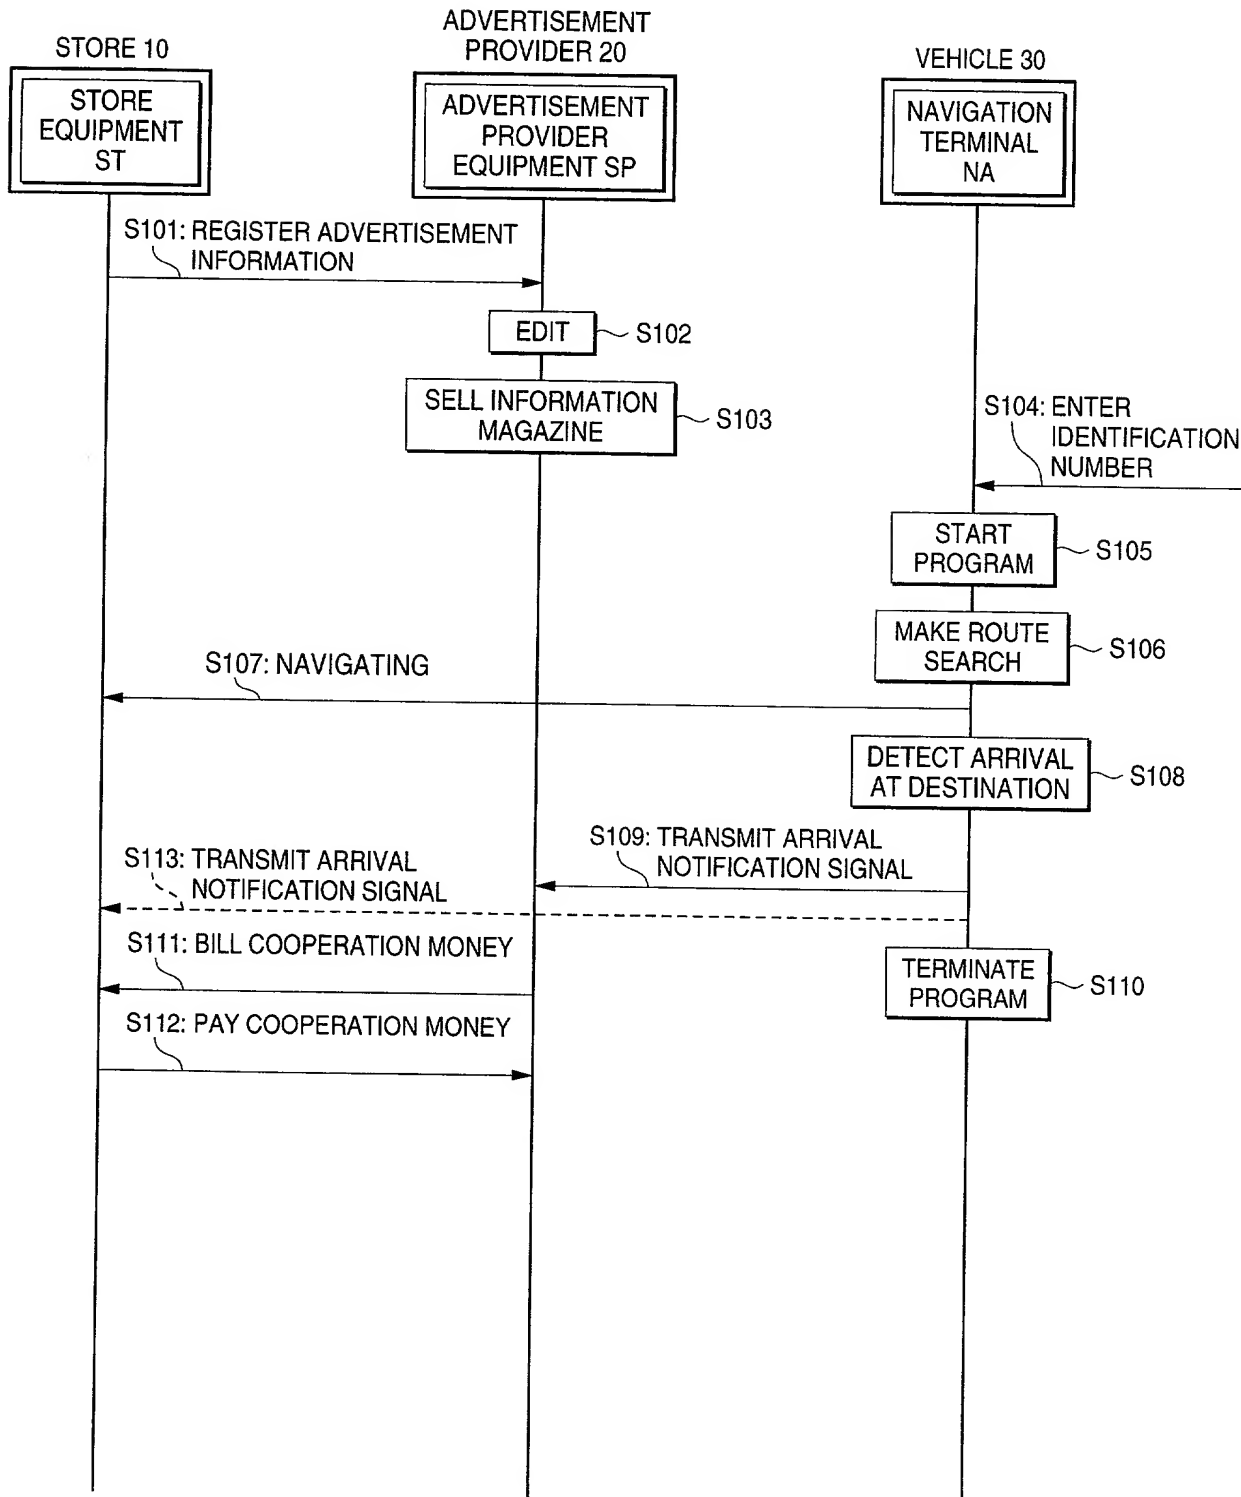 STORE 10
STORE
EQUIPMENT
ST
ADVERTISEMENT
PROVIDER 20
ADVERTISEMENT
PROVIDER
EQUIPMENT SP
VEHICLE 30
NAVIGATION
TERMINAL
NA
S101: REGISTER ADVERTISEMENT
INFORMATION
EDIT
S102
SELL INFORMATION
MAGAZINE
S103
S104: ENTER
IDENTIFICATION
NUMBER
START
PROGRAM
S105
MAKE ROUTE
SEARCH
S106
S107: NAVIGATING
DETECT ARRIVAL
AT DESTINATION
S108
S109: TRANSMIT ARRIVAL
NOTIFICATION SIGNAL
S113: TRANSMIT ARRIVAL
NOTIFICATION SIGNAL
S111: BILL COOPERATION MONEY
TERMINATE
PROGRAM
S110
S112: PAY COOPERATION MONEY